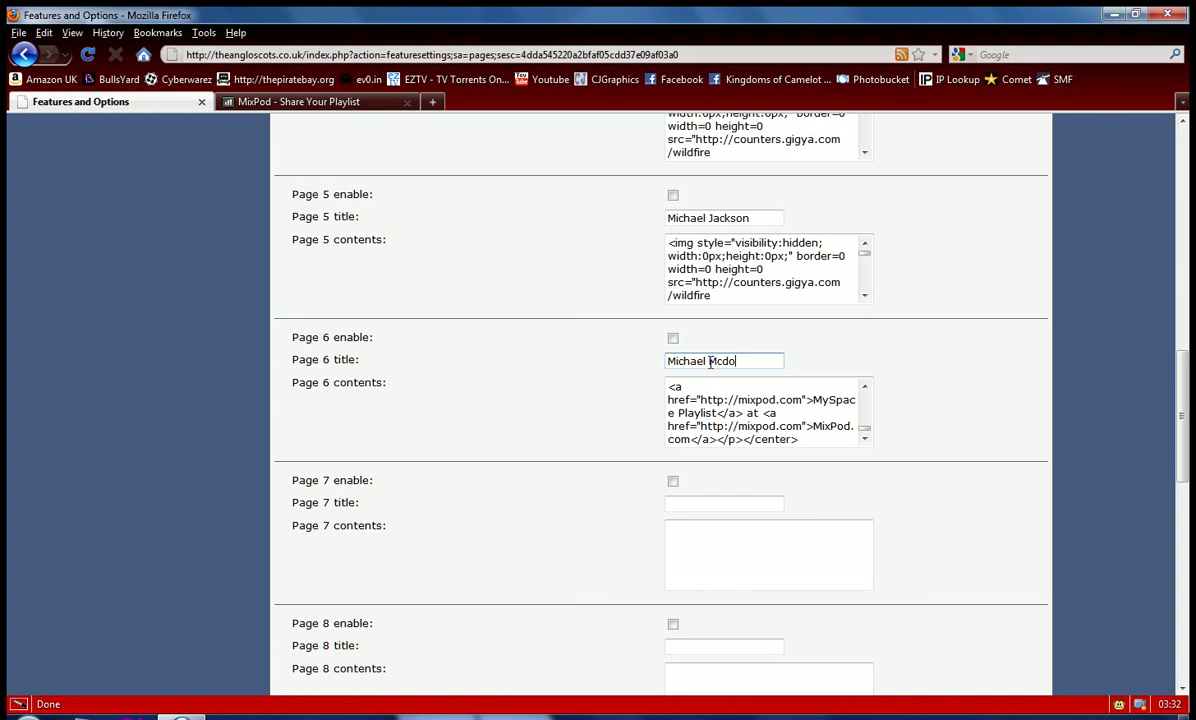 Features and Options - Mozilla Firefox
File Edit View History Bookmarks Tools Help
http://theangloscots.co.uk/index.php?action=featuresettings;sa=pages;sesc=4dda545220a2bfaf05cdd37e09af03a0
Google
Amazon UK BullsYard Cyberwarez http://thepiratebay.org ev0.in EZTV - TV Torrents On... Youtube CJGraphics Facebook Kingdoms of Camelot ... Photobucket IP Lookup Comet SMF
Features and Options MixPod - Share Your Playlist
width:0px;height:0px;" border=0
width=0 height=0
src="http://counters.gigya.com
/wildfire
Page 5 enable:
Page 5 title: Michael Jackson
Page 5 contents: <img style="visibility:hidden;
width:0px;height:0px;" border=0
width=0 height=0
src="http://counters.gigya.com
/wildfire
Page 6 enable:
Page 6 title: Michael Mcdo
Page 6 contents: <a
href="http://mixpod.com">MySpac
e Playlist</a> at <a
href="http://mixpod.com">MixPod.
com</a></p></center>
Page 7 enable:
Page 7 title:
Page 7 contents:
Page 8 enable:
Page 8 title:
Page 8 contents:
Done 03:32